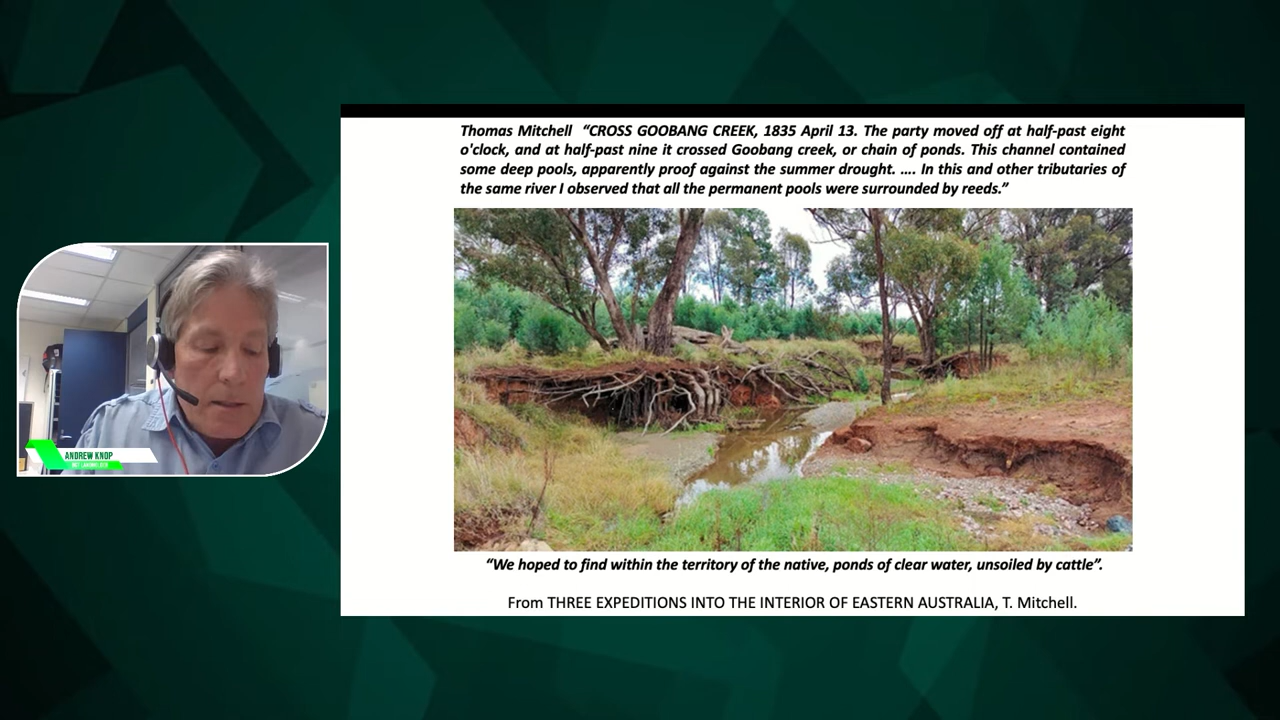 Thomas Mitchell "CROSS GOOBANG CREEK, 1835 April 13. The party moved off at half-past eight
o'clock, and at half-past nine it crossed Goobang creek, or chain of ponds. This channel contained
some deep pools, apparently proof against the summer drought. .... In this and other tributaries of
the same river I observed that all the permanent pools were surrounded by reeds."
ANDREW KNOP
"We hoped to find within the territory of the native, ponds of clear water, unsoiled by cattle".
From THREE EXPEDITIONS INTO THE INTERIOR OF EASTERN AUSTRALIA, T. Mitchell.